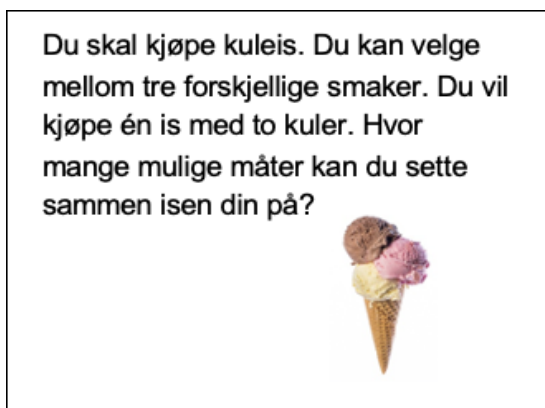 Du skal kjøpe kuleis. Du kan velge
mellom tre forskjellige smaker. Du vil
kjøpe én is med to kuler. Hvor
mange mulige måter kan du sette
sammen isen din på?